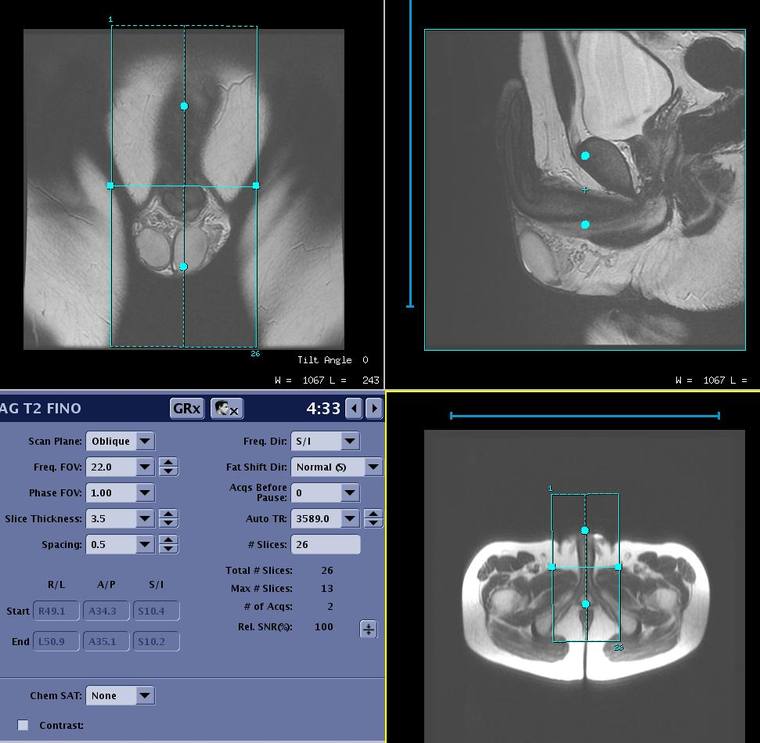 1
26
Tilt Angle 0
W = 1067 L = 243
W = 1067 L =
AG T2 FINO GRx 4:33
Scan Plane: Oblique Freq. Dir: S/I
Freq. FOV: 22.0 Fat Shift Dir: Normal (S)
Phase FOV: 1.00 Acqs Before Pause: 0
Slice Thickness: 3.5 Auto TR: 3589.0
Spacing: 0.5 # Slices: 26
Total # Slices: 26
R/L A/P S/I Max # Slices: 13
Start R49.1 A34.3 S10.4 # of Acqs: 2
Rel. SNR(%): 100
End L50.9 A35.1 S10.2
Chem SAT: None
Contrast:
1
26